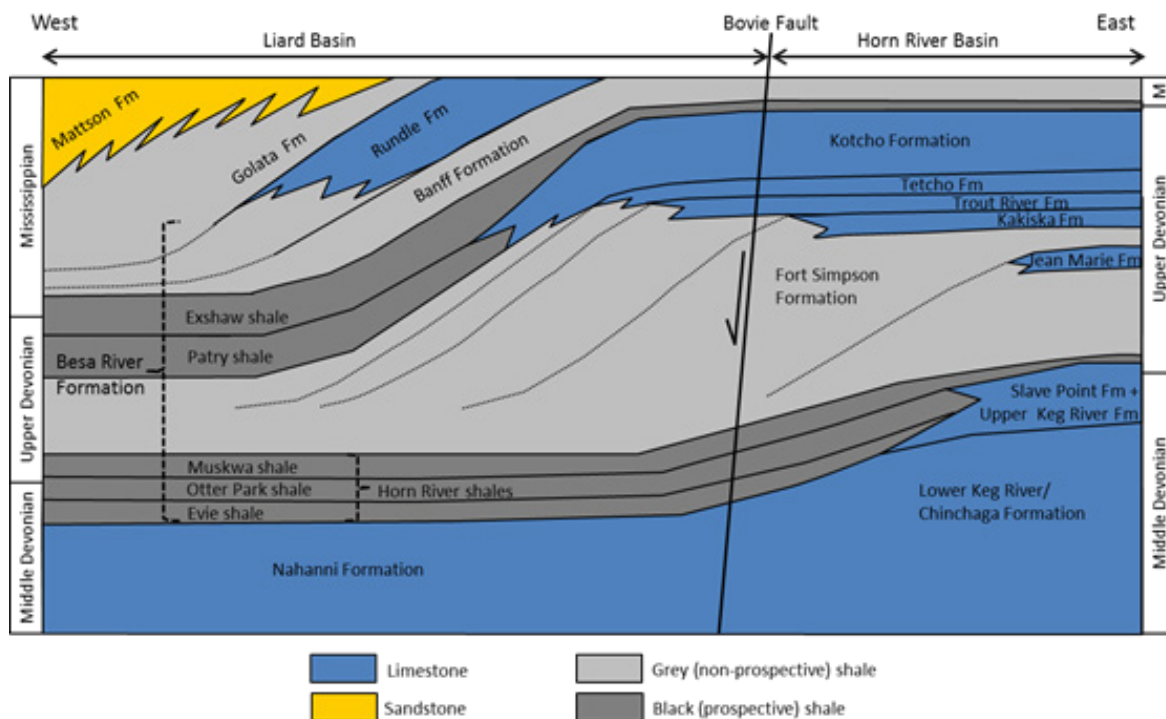 West
Bovie Fault
East
Liard Basin
Horn River Basin
Mattson Fm
Golata Fm
Rundle Fm
Banff Formation
M
Kotcho Formation
Tetcho Fm
Trout River Fm
Kakiska Fm
Jean Marie Fm
Fort Simpson
Formation
Mississippian
Upper Devonian
Middle Devonian
Exshaw shale
Patry shale
Besa River
Formation
Muskwa shale
Otter Park shale
Evie shale
Horn River shales
Slave Point Fm +
Upper Keg River Fm
Lower Keg River/
Chinchaga Formation
Nahanni Formation
Upper Devonian
Middle Devonian
Limestone
Grey (non-prospective) shale
Sandstone
Black (prospective) shale